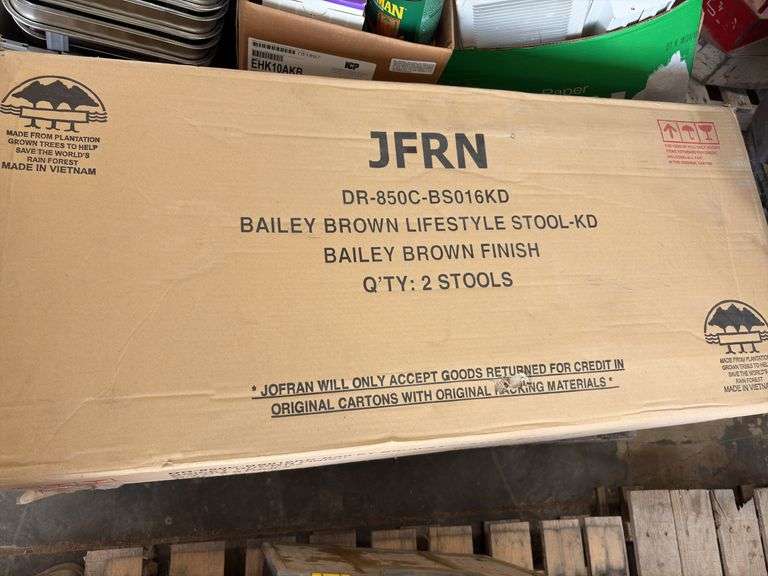 MAN
EHK10AKB
ICP
Paper
MADE FROM PLANTATION
GROWN TREES TO HELP
SAVE THE WORLD'S
RAIN FOREST
MADE IN VIETNAM
JFRN
DR-850C-BS016KD
BAILEY BROWN LIFESTYLE STOOL-KD
BAILEY BROWN FINISH
Q'TY: 2 STOOLS
* JOFRAN WILL ONLY ACCEPT GOODS RETURNED FOR CREDIT IN
ORIGINAL CARTONS WITH ORIGINAL PACKING MATERIALS *
MADE FROM PLANTATION
GROWN TREES TO HELP
SAVE THE WORLD'S
RAIN FOREST
MADE IN VIETNAM